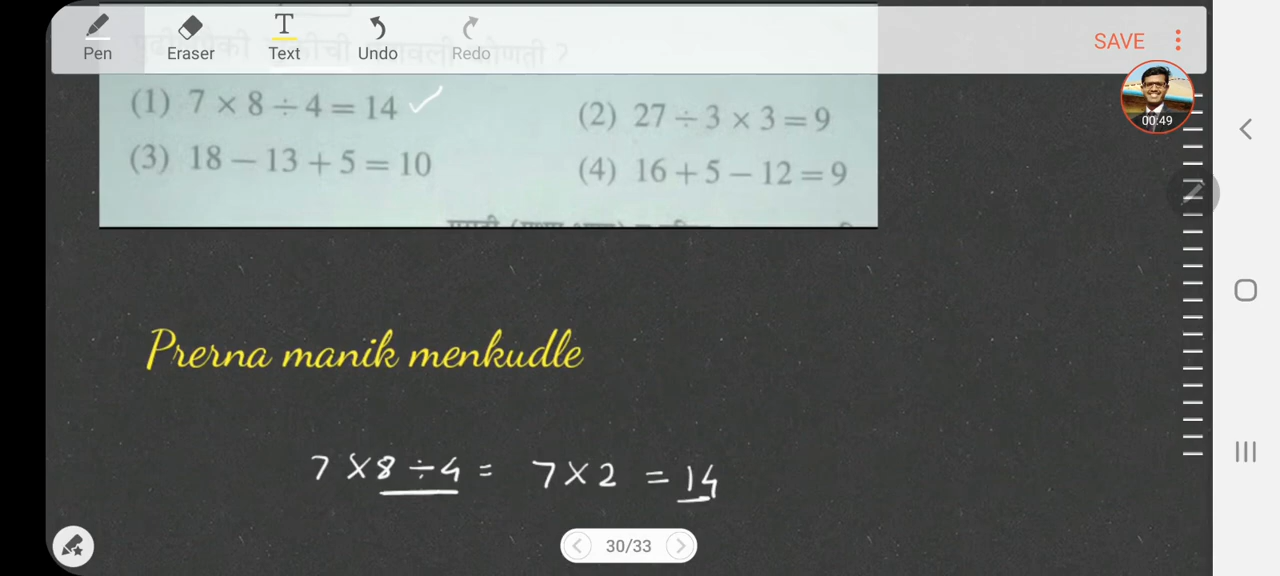 Pen
Eraser
Text
Undo
Redo
SAVE
00:49
कोणती ?
(1) 7 × 8 ÷ 4 = 14 ✓
(2) 27 ÷ 3 × 3 = 9
(3) 18 – 13 + 5 = 10
(4) 16 + 5 – 12 = 9
Prerna manik menkudle
7 × 8 ÷ 4 = 7 × 2 = 14
30/33